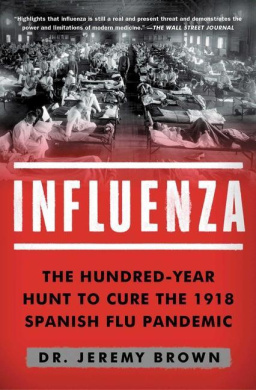 "Highlights that influenza is still a real and present threat and demonstrates the
power and limitations of modern medicine." —THE WALL STREET JOURNAL
INFLUENZA
THE HUNDRED-YEAR
HUNT TO CURE THE 1918
SPANISH FLU PANDEMIC
DR. JEREMY BROWN